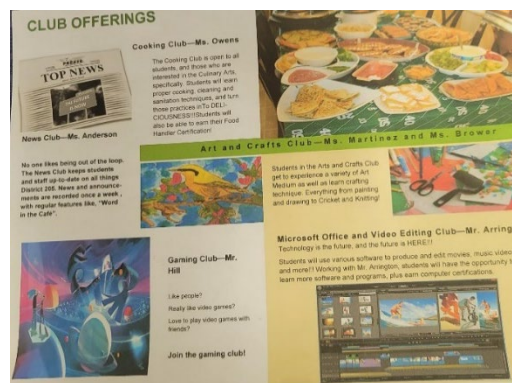 CLUB OFFERINGS
TOP NEWS
News Club—Ms. Anderson
No one likes being out of the loop.
The News Club keeps students
and staff up-to-date on all things
District 205. News and announce-
ments are recorded once a week,
with regular features like, "Word
in the Cafe".
Cooking Club—Ms. Owens
The Cooking Club is open to all
students, and those who are
interested in the Culinary Arts,
specifically. Students will learn
proper cooking, cleaning and
sanitation techniques, and turn
those practices inTo DELI-
CIOUSNESS!!Students will
also be able to earn their Food
Handler Certification!
Art and Crafts Club—Ms. Martinez and Ms. Brower
Students in the Arts and Crafts Club
get to experience a variety of Art
Medium as well as learn crafting
technique. Everything from painting
and drawing to Cricket and Knitting!
Gaming Club—Mr.
Hill
Like people?
Really like video games?
Love to play video games with
friends?
Join the gaming club!
Microsoft Office and Video Editing Club—Mr. Arring
Technology is the future, and the future is HERE!!
Students will use various software to produce and edit movies, music video
and more!! Working with Mr. Arrington, students will have the opportunity t
learn more software and programs, plus earn computer certifications.